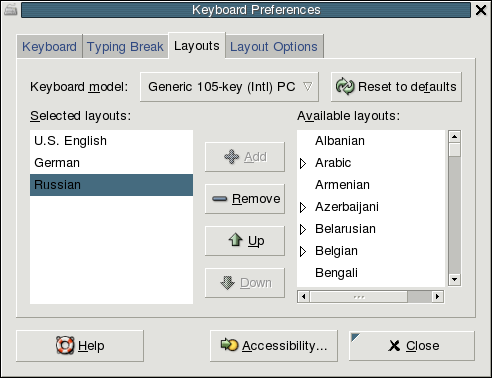 Keyboard Preferences
Keyboard Typing Break Layouts Layout Options
Keyboard model: Generic 105-key (Intl) PC Reset to defaults
Selected layouts: Available layouts:
U.S. English
German
Russian
Add
Remove
Up
Down
Albanian
Arabic
Armenian
Azerbaijani
Belarusian
Belgian
Bengali
Help Accessibility... Close